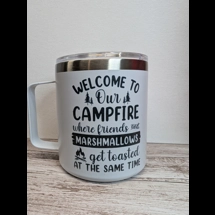 WELCOME TO
Our
CAMPFIRE
where friends and
MARSHMALLOWS
get toasted
AT THE SAME TIME